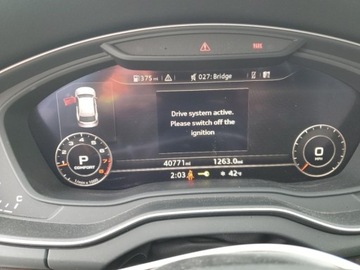 375 mi 027: Bridge
Drive system active.
Please switch off the
ignition
P
COMFORT
0
MPH
40771 mi 1263.0 mi
2:03 42°F
C